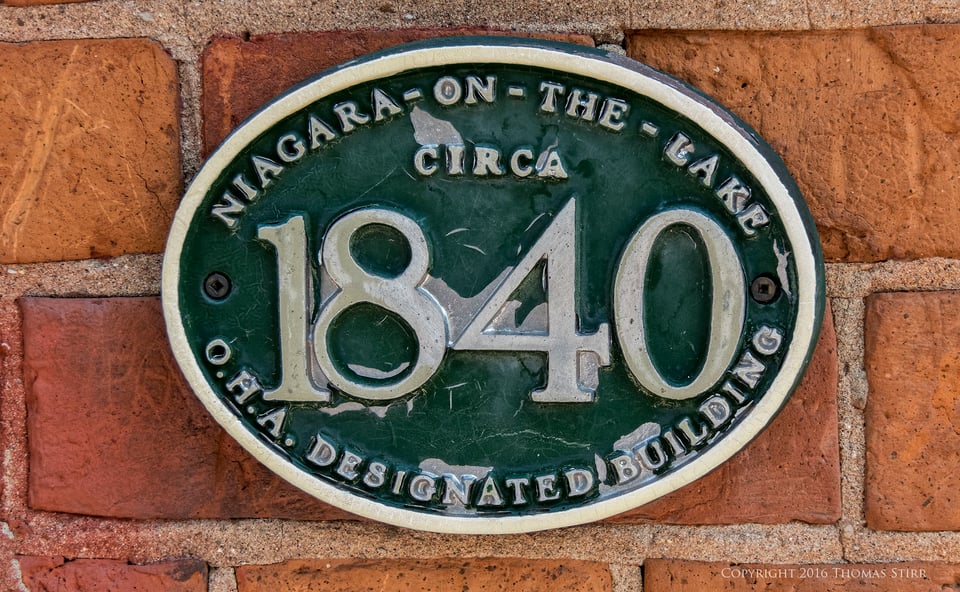 NIAGARA-ON-THE-LAKE
CIRCA
1840
O.H.A. DESIGNATED BUILDING
Copyright 2016 Thomas Stirr